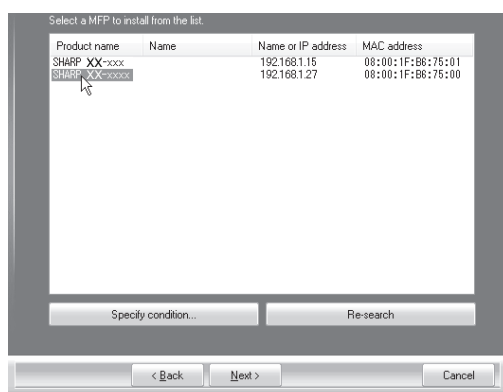 Select a MFP to install from the list.
Product name Name Name or IP address MAC address
SHARP XX-xxx 192.168.1.15 08:00:1F:B6:75:01
SHARP XX-xxxx 192.168.1.27 08:00:1F:B6:75:00
Specify condition... Re-search
< Back Next > Cancel